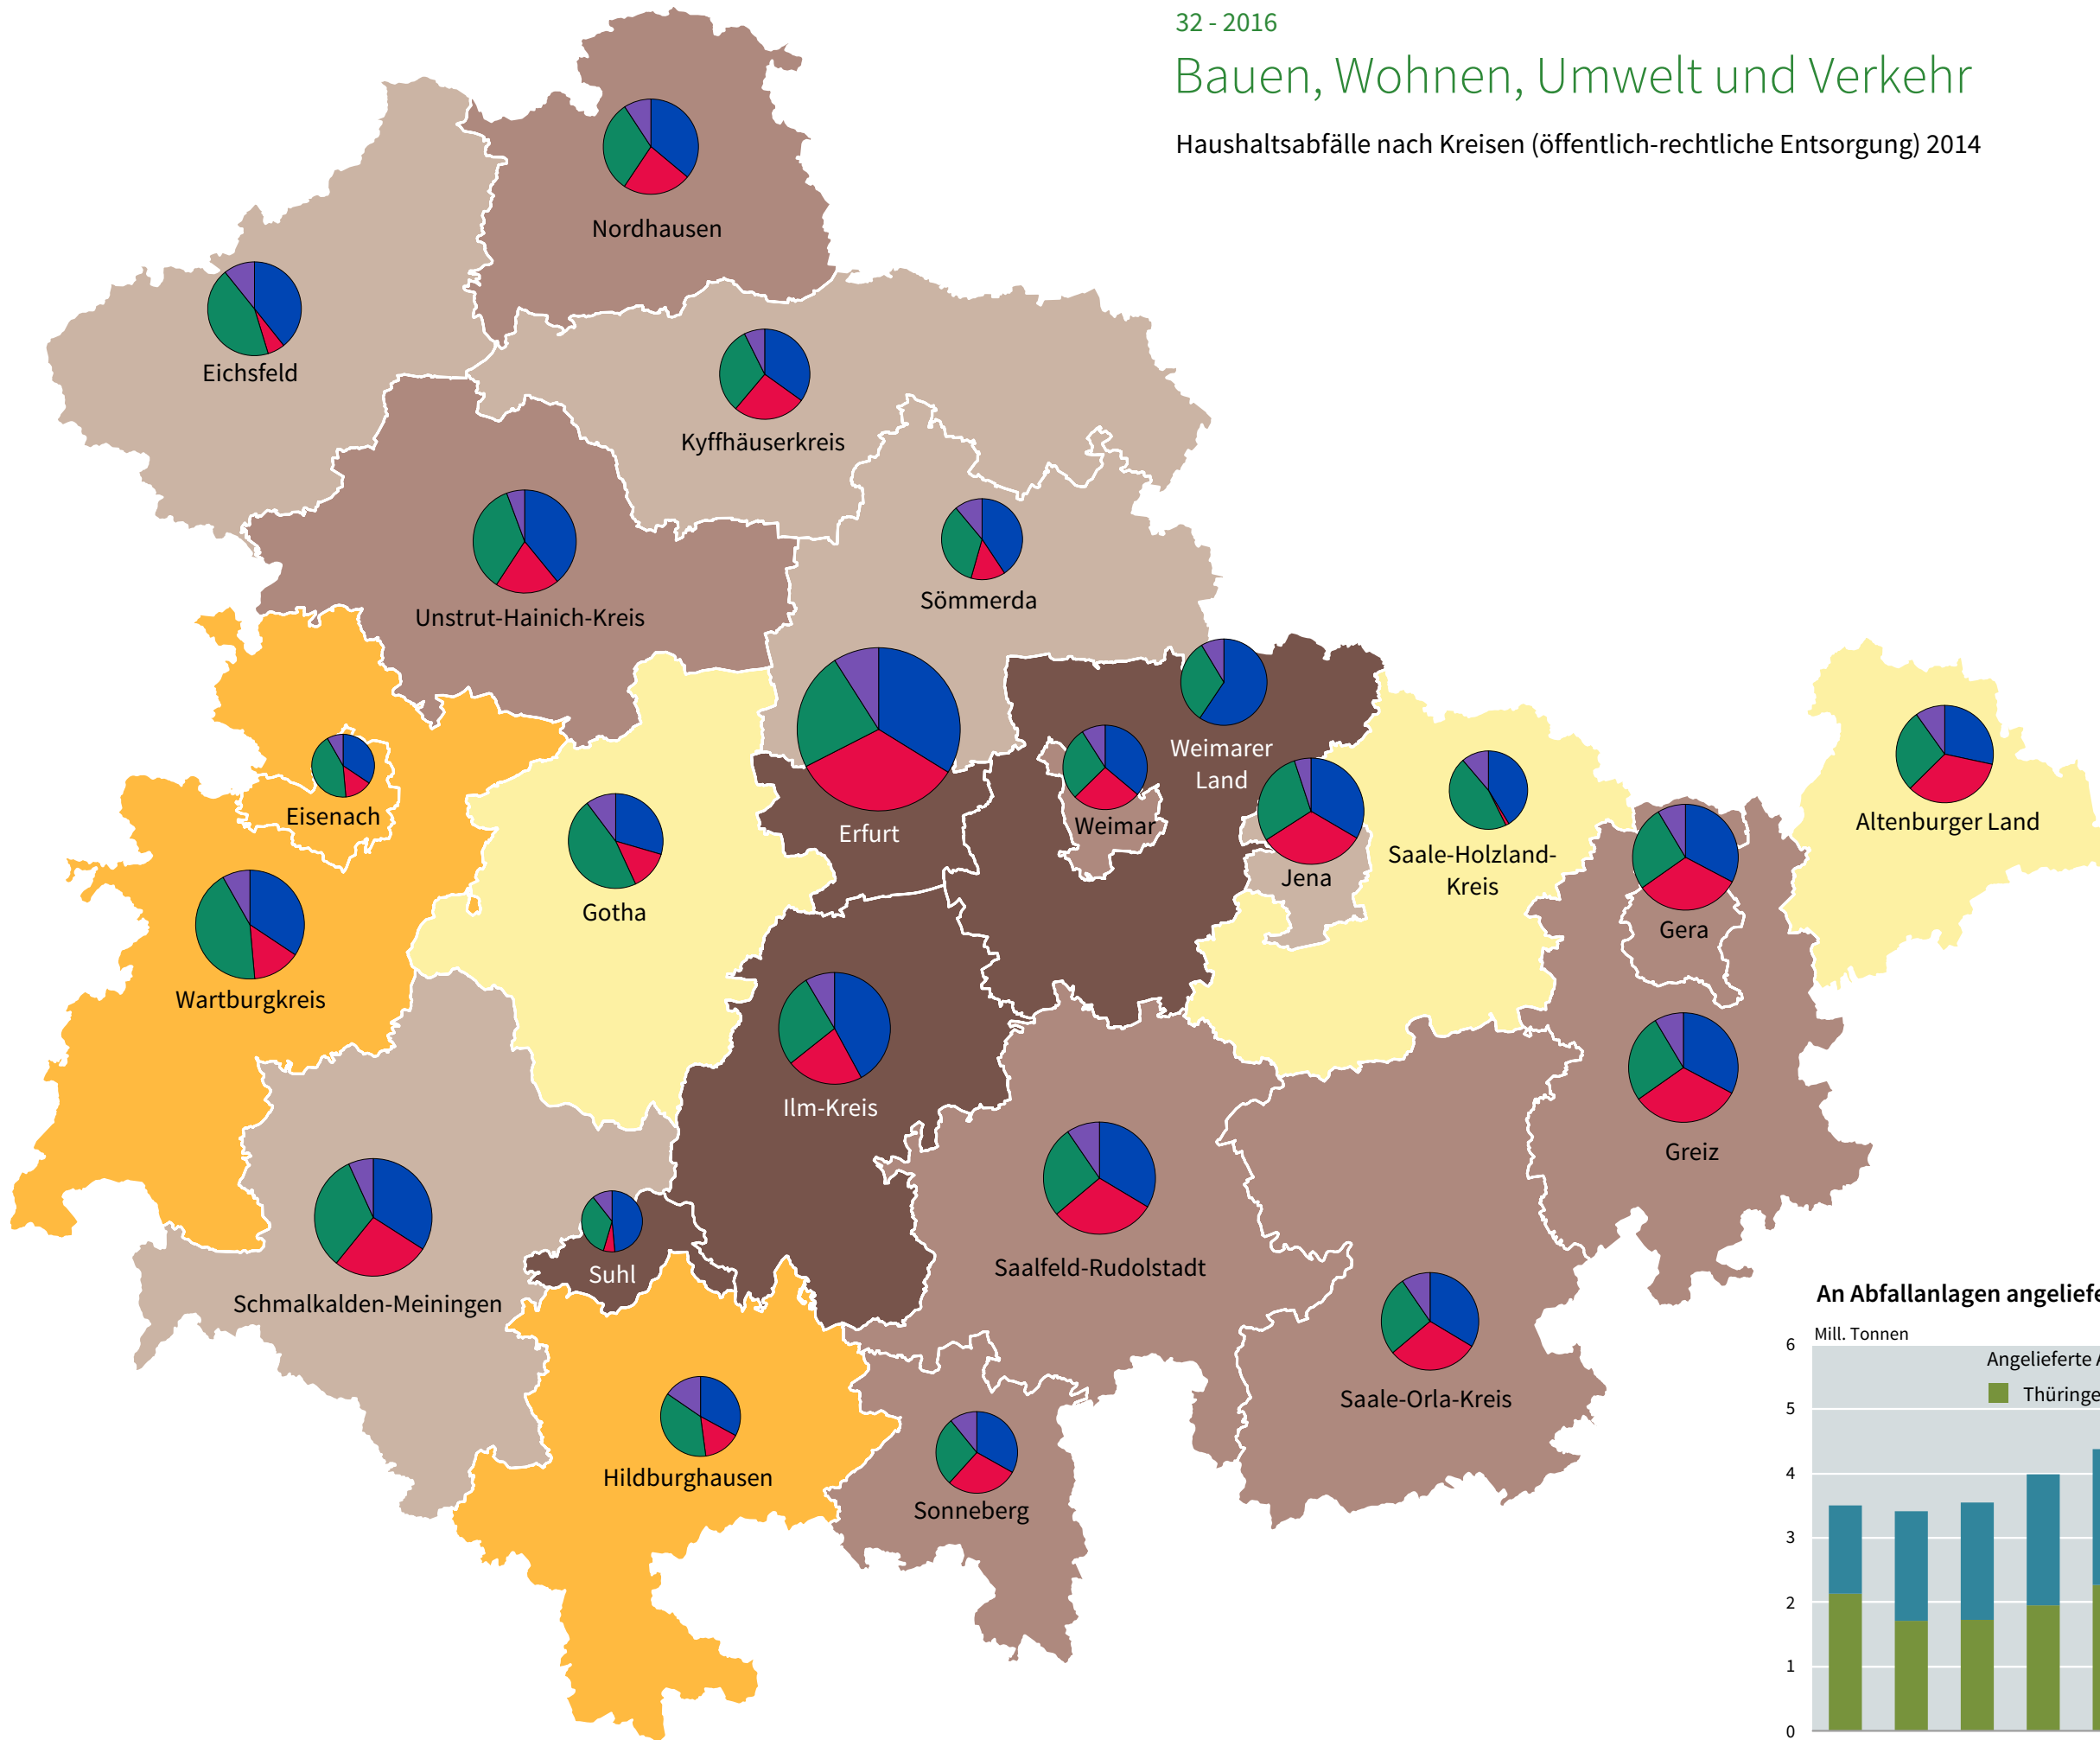 32 - 2016
Bauen, Wohnen, Umwelt und Verkehr
Haushaltsabfälle nach Kreisen (öffentlich-rechtliche Entsorgung) 2014
Nordhausen
Eichsfeld
Kyffhäuserkreis
Sömmerda
Unstrut-Hainich-Kreis
Weimarer
Land
Eisenach
Erfurt
Weimar
Altenburger Land
Saale-Holzland-
Kreis
Jena
Gotha
Gera
Wartburgkreis
Ilm-Kreis
Greiz
Saalfeld-Rudolstadt
Suhl
Schmalkalden-Meiningen
Saale-Orla-Kreis
Hildburghausen
Sonneberg
An Abfallanlagen
Mill. Tonnen
6
Angelieferte
5
4
3
2
1
0